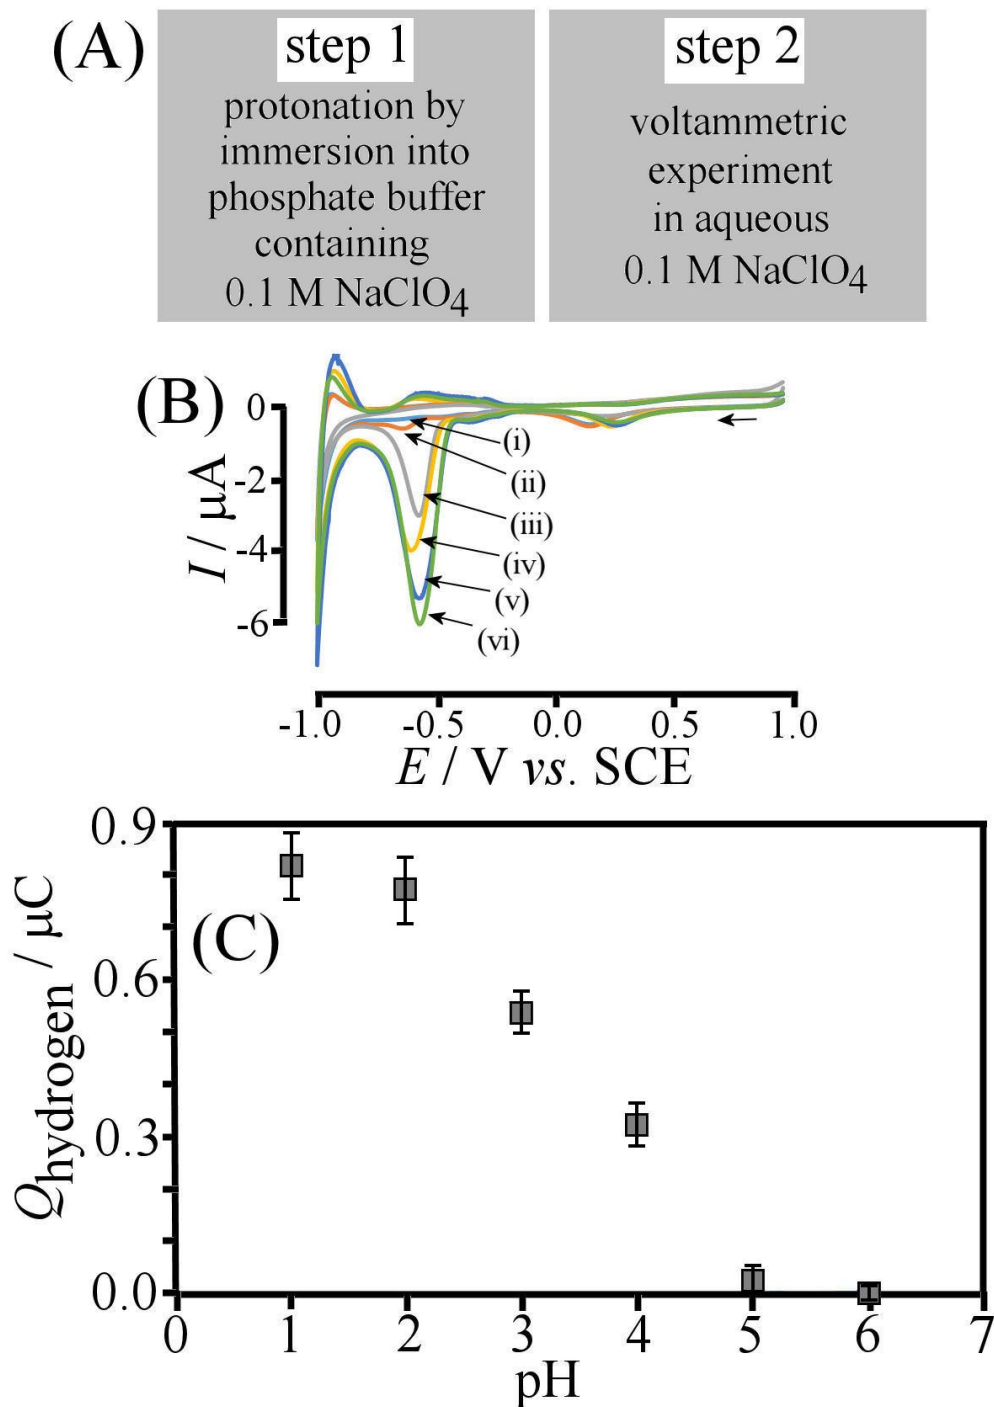 (A)
step 1
protonation by
immersion into
phosphate buffer
containing
0.1 M NaClO4
step 2
voltammetric
experiment
in aqueous
0.1 M NaClO4
(B)
0
-2
-4
-6
I / μA
(i)
(ii)
(iii)
(iv)
(v)
(vi)
-1.0 -0.5 0.0 0.5 1.0
E / V vs. SCE
(C)
0.9
0.6
0.3
0.0
Qhydrogen / μC
0 1 2 3 4 5 6 7
pH